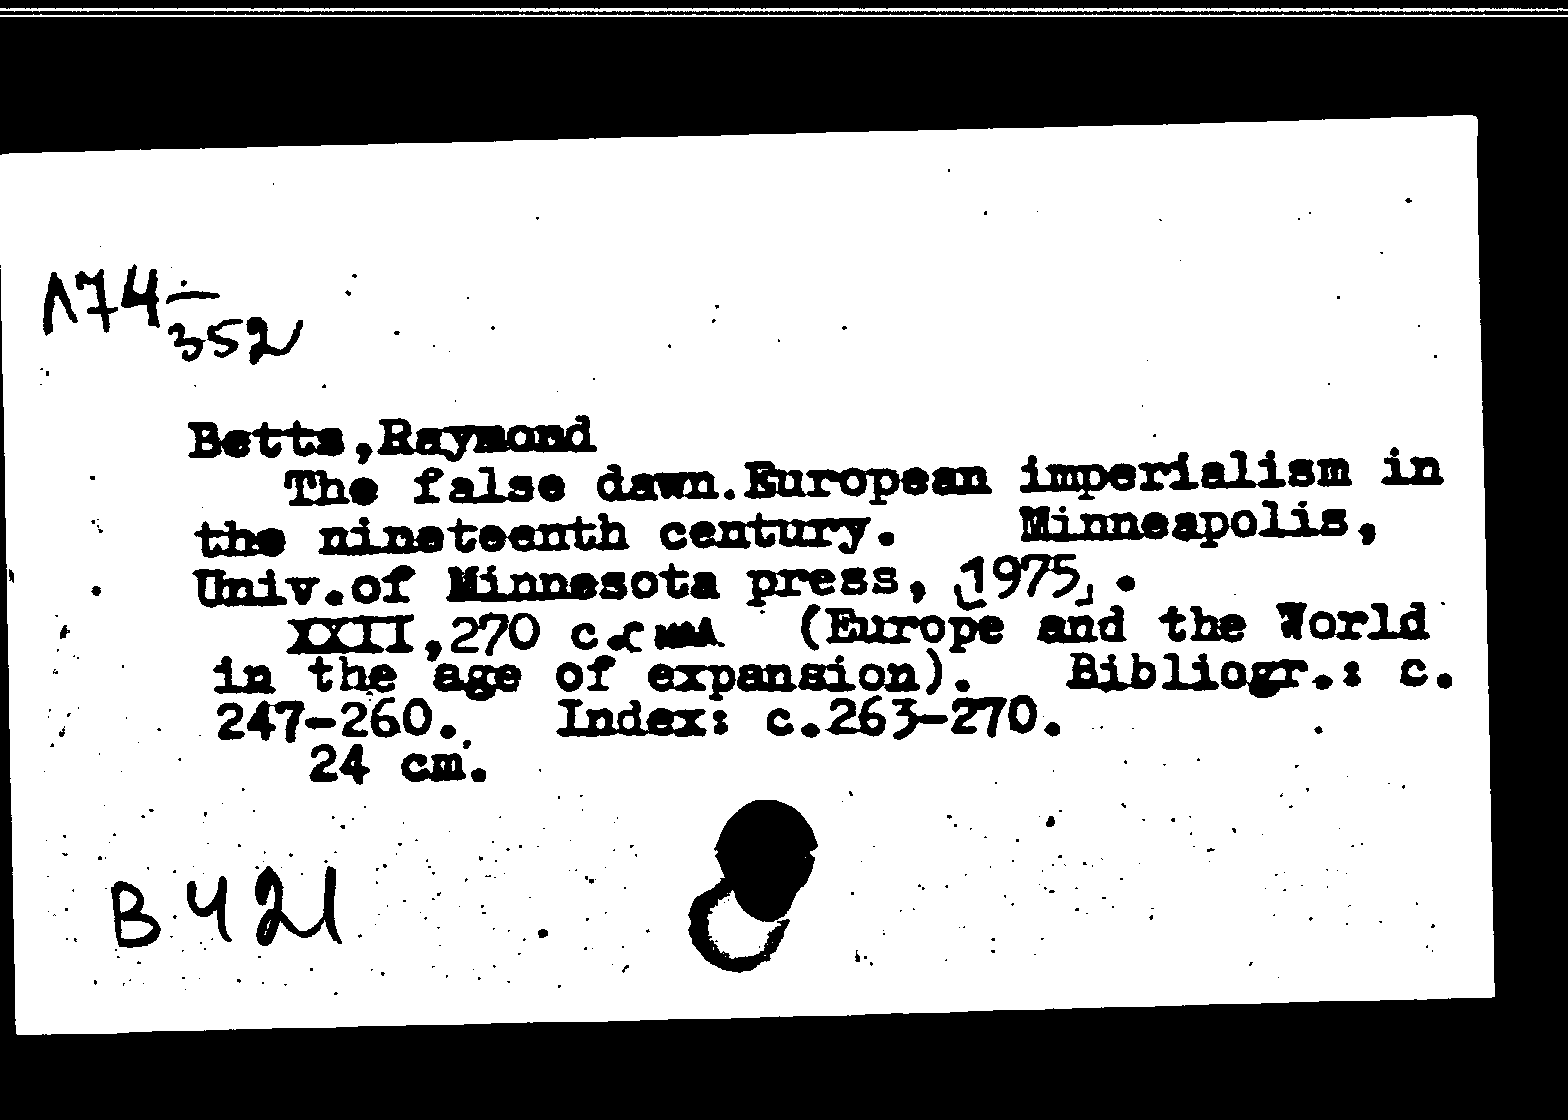 Л74-
352
Betts,Raymond
The false dawn.European imperialism in
the nineteenth century. Minneapolis,
Univ.of Minnesota press, [1975].
XXII,270 c. с илл (Europe and the World
in the age of expansion). Bibliogr.: c.
247-260. Index: c.263-270.
24 cm.
В 421